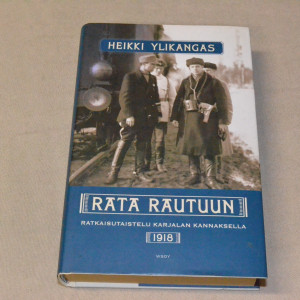 HEIKKI YLIKANGAS
RATA RAUTUUN
RATKAISUTAISTELU KARJALAN KANNAKSELLA
1918
WSOY